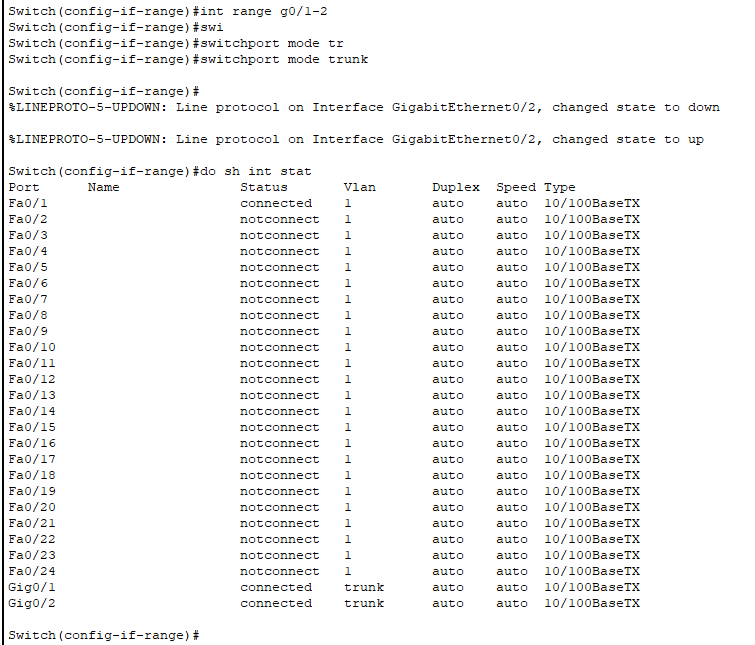 Switch(config-if-range)#int range g0/1-2
Switch(config-if-range)#swi
Switch(config-if-range)#switchport mode tr
Switch(config-if-range)#switchport mode trunk
Switch(config-if-range)#
%LINEPROTO-5-UPDOWN: Line protocol on Interface GigabitEthernet0/2, changed state to down
%LINEPROTO-5-UPDOWN: Line protocol on Interface GigabitEthernet0/2, changed state to up
Switch(config-if-range)#do sh int stat
Port Name Status Vlan Duplex Speed Type
Fa0/1 connected 1 auto auto 10/100BaseTX
Fa0/2 notconnect 1 auto auto 10/100BaseTX
Fa0/3 notconnect 1 auto auto 10/100BaseTX
Fa0/4 notconnect 1 auto auto 10/100BaseTX
Fa0/5 notconnect 1 auto auto 10/100BaseTX
Fa0/6 notconnect 1 auto auto 10/100BaseTX
Fa0/7 notconnect 1 auto auto 10/100BaseTX
Fa0/8 notconnect 1 auto auto 10/100BaseTX
Fa0/9 notconnect 1 auto auto 10/100BaseTX
Fa0/10 notconnect 1 auto auto 10/100BaseTX
Fa0/11 notconnect 1 auto auto 10/100BaseTX
Fa0/12 notconnect 1 auto auto 10/100BaseTX
Fa0/13 notconnect 1 auto auto 10/100BaseTX
Fa0/14 notconnect 1 auto auto 10/100BaseTX
Fa0/15 notconnect 1 auto auto 10/100BaseTX
Fa0/16 notconnect 1 auto auto 10/100BaseTX
Fa0/17 notconnect 1 auto auto 10/100BaseTX
Fa0/18 notconnect 1 auto auto 10/100BaseTX
Fa0/19 notconnect 1 auto auto 10/100BaseTX
Fa0/20 notconnect 1 auto auto 10/100BaseTX
Fa0/21 notconnect 1 auto auto 10/100BaseTX
Fa0/22 notconnect 1 auto auto 10/100BaseTX
Fa0/23 notconnect 1 auto auto 10/100BaseTX
Fa0/24 notconnect 1 auto auto 10/100BaseTX
Gig0/1 connected trunk auto auto 10/100BaseTX
Gig0/2 connected trunk auto auto 10/100BaseTX
Switch(config-if-range)#